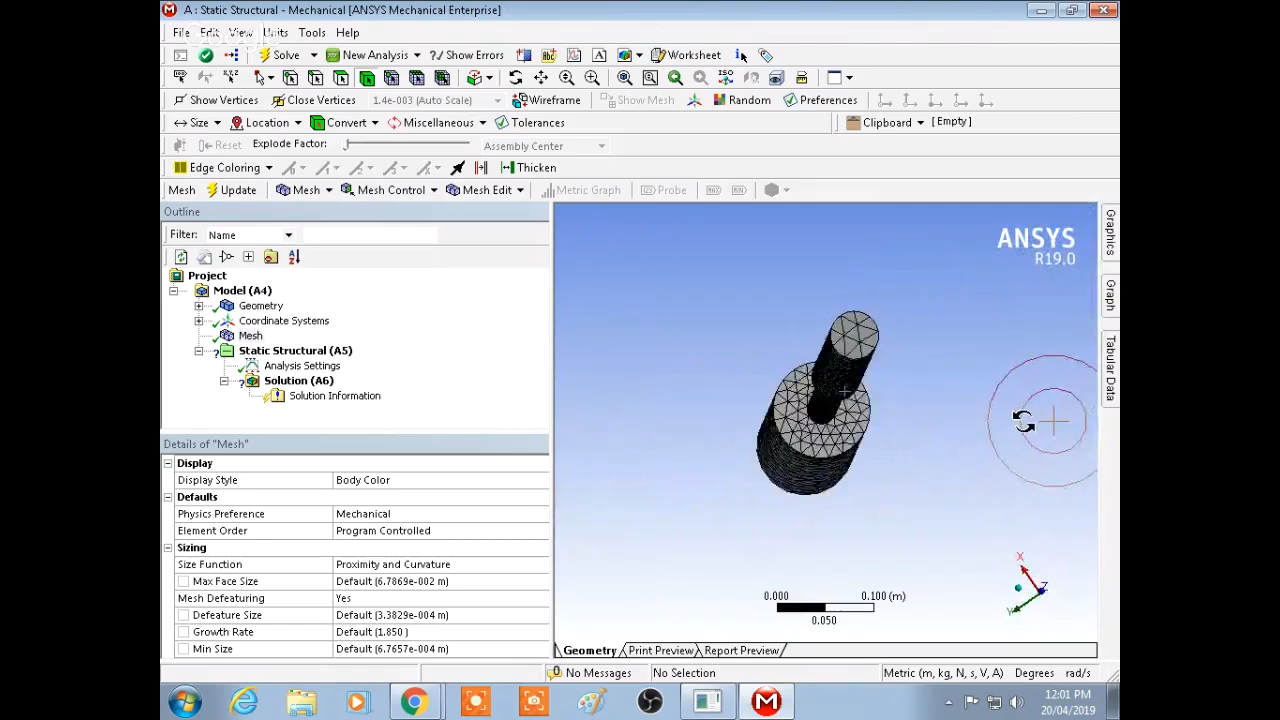 A : Static Structural - Mechanical [ANSYS Mechanical Enterprise]
File Edit View Units Tools Help
Solve New Analysis ?/ Show Errors Worksheet
Show Vertices Close Vertices 1.4e-003 (Auto Scale) Wireframe Show Mesh Random Preferences
Size Location Convert Miscellaneous Tolerances Clipboard [Empty]
Reset Explode Factor: Assembly Center
Edge Coloring Thicken
Mesh Update Mesh Mesh Control Mesh Edit Metric Graph Probe
Outline
Filter: Name
Project
Model (A4)
Geometry
Coordinate Systems
Mesh
Static Structural (A5)
Analysis Settings
Solution (A6)
Solution Information
Details of "Mesh"
Display
Display Style Body Color
Defaults
Physics Preference Mechanical
Element Order Program Controlled
Sizing
Size Function Proximity and Curvature
Max Face Size Default (6.7869e-002 m)
Mesh Defeaturing Yes
Defeature Size Default (3.3829e-004 m)
Growth Rate Default (1.850 )
Min Size Default (6.7657e-004 m)
ANSYS
R19.0
X
Z
Y
0.000 0.100 (m)
0.050
Geometry Print Preview Report Preview
Graphics
Graph
Tabular Data
No Messages No Selection Metric (m, kg, N, s, V, A) Degrees rad/s
12:01 PM
20/04/2019